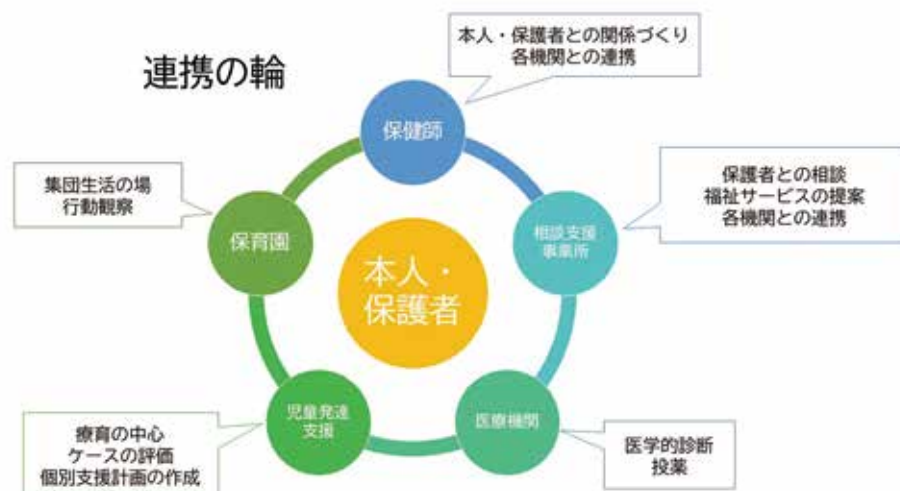 連携の輪
本人・保護者との関係づくり
各機関との連携
保健師
集団生活の場
行動観察
保育園
保護者との相談
福祉サービスの提案
各機関との連携
相談支援
事業所
本人・
保護者
児童発達
支援
医療機関
療育の中心
ケースの評価
個別支援計画の作成
医学的診断
投薬